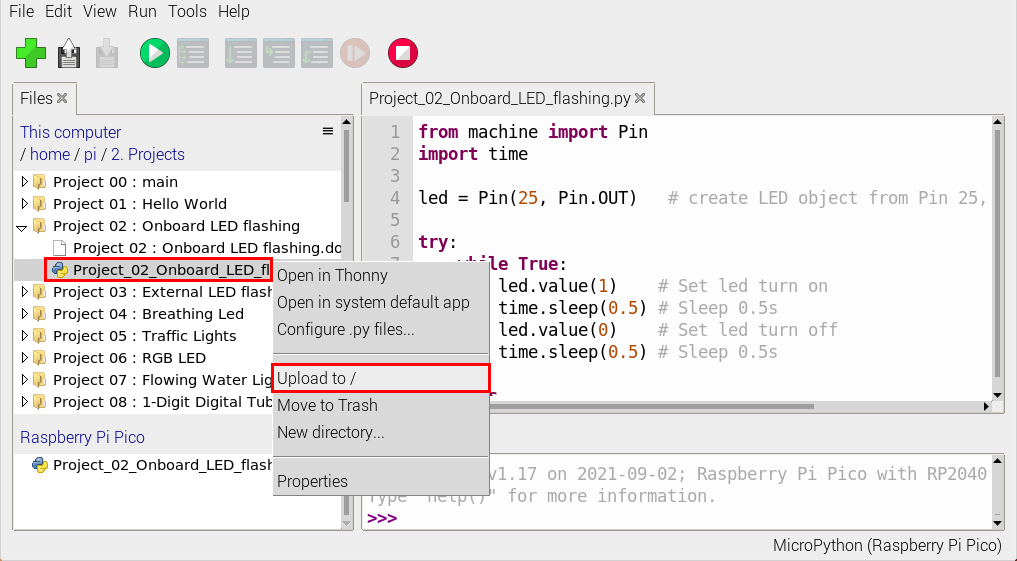 File Edit View Run Tools Help
Files
This computer
/ home / pi / 2. Projects
Project 00 : main
Project 01 : Hello World
Project 02 : Onboard LED flashing
Project 02 : Onboard LED flashing.do
Project_02_Onboard_LED_fl
Project 03 : External LED flash
Project 04 : Breathing Led
Project 05 : Traffic Lights
Project 06 : RGB LED
Project 07 : Flowing Water Lig
Project 08 : 1-Digit Digital Tub
Raspberry Pi Pico
Project_02_Onboard_LED_flash
Open in Thonny
Open in system default app
Configure .py files...
Upload to /
Move to Trash
New directory...
Properties
Project_02_Onboard_LED_flashing.py
1 from machine import Pin
2 import time
3
4 led = Pin(25, Pin.OUT) # create LED object from Pin 25,
5
6 try:
7 while True:
led.value(1) # Set led turn on
time.sleep(0.5) # Sleep 0.5s
led.value(0) # Set led turn off
time.sleep(0.5) # Sleep 0.5s
v1.17 on 2021-09-02; Raspberry Pi Pico with RP2040
Type "help()" for more information.
>>>
MicroPython (Raspberry Pi Pico)